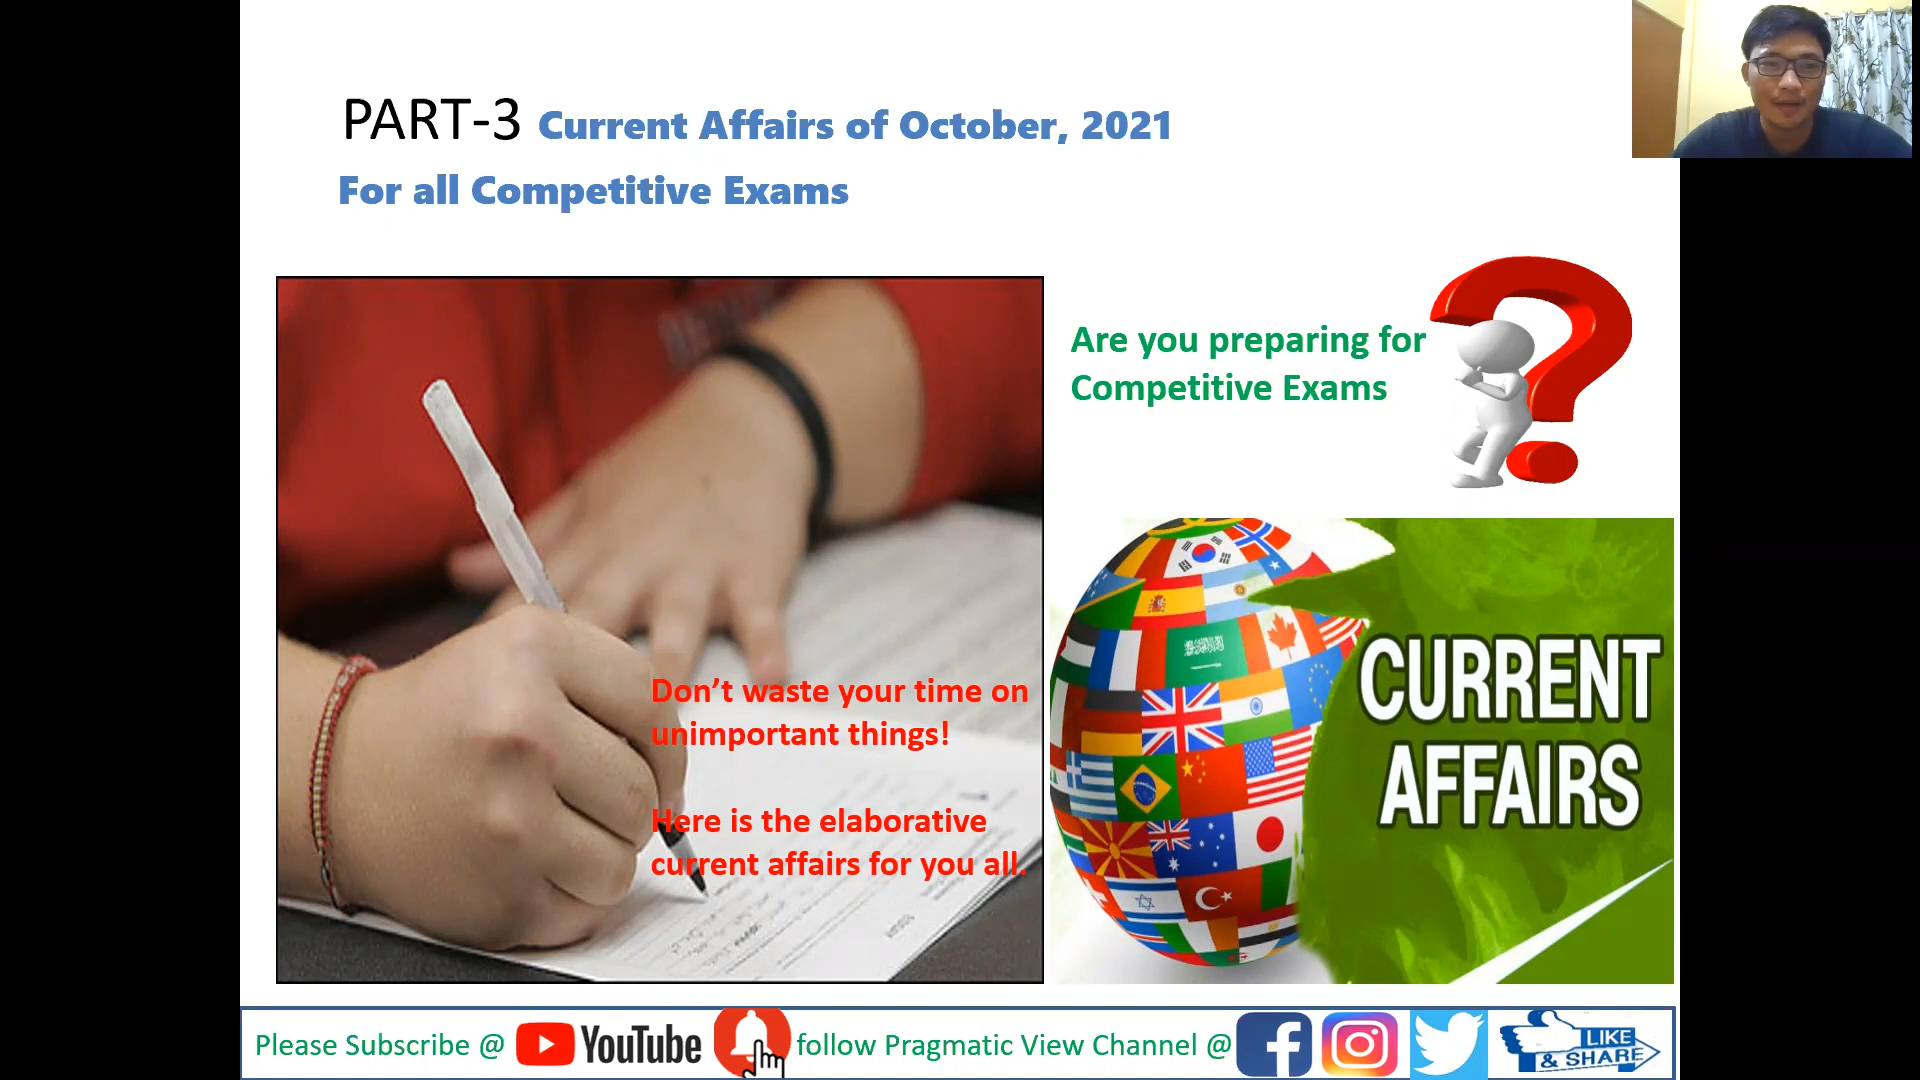 PART-3 Current Affairs of October, 2021
For all Competitive Exams
Are you preparing for
Competitive Exams
Don’t waste your time on
unimportant things!
Here is the elaborative
current affairs for you all.
CURRENT
AFFAIRS
Please Subscribe @ YouTube follow Pragmatic View Channel @
LIKE
& SHARE